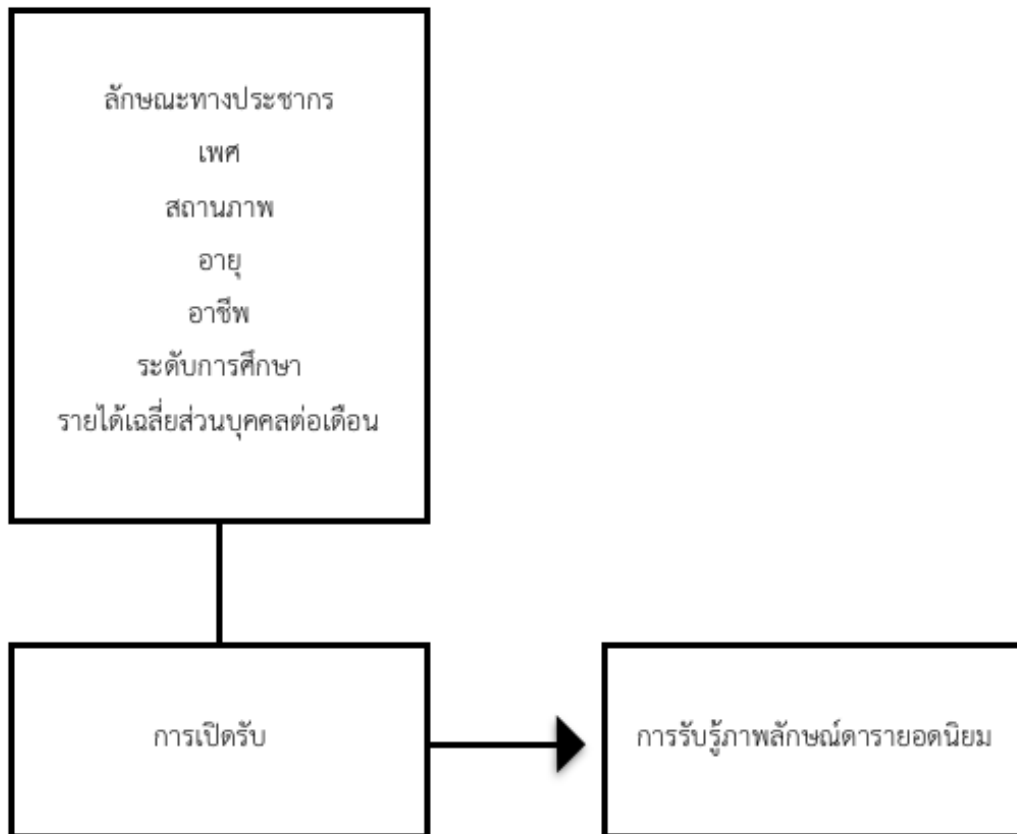 ลักษณะทางประชากร
เพศ
สถานภาพ
อายุ
อาชีพ
ระดับการศึกษา
รายได้เฉลี่ยส่วนบุคคลต่อเดือน
การเปิดรับ
การรับรู้ภาพลักษณ์ดารายอดนิยม